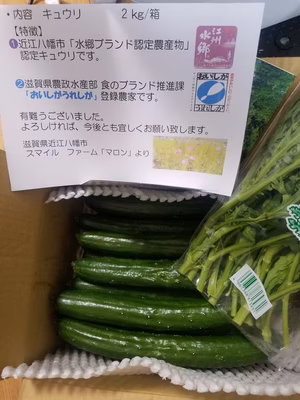 ・内容　キュウリ　　　2kg/箱
【特徴】
①近江八幡市「水郷ブランド認定農産物」
認定キュウリです。
江州
水郷
②滋賀県農政水産部 食のブランド推進課
「おいしがうれしが」登録農家です。
おいしが
うれしが
有難うございました。
よろしければ、今後とも宜しくお願い致します。
滋賀県近江八幡市
スマイル　ファーム「マロン」より